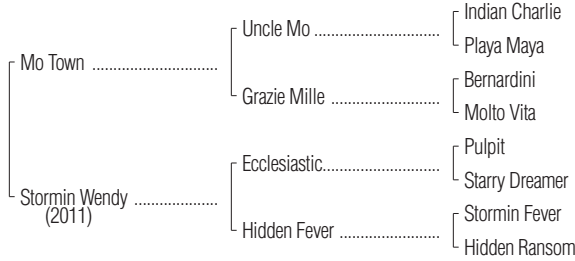 Indian Charlie
Uncle Mo ..............................
Playa Maya
Mo Town ..............................
Bernardini
Grazie Mille ..........................
Molto Vita
Pulpit
Ecclesiastic............................
Starry Dreamer
Stormin Wendy ....................
(2011)
Stormin Fever
Hidden Fever ........................
Hidden Ransom